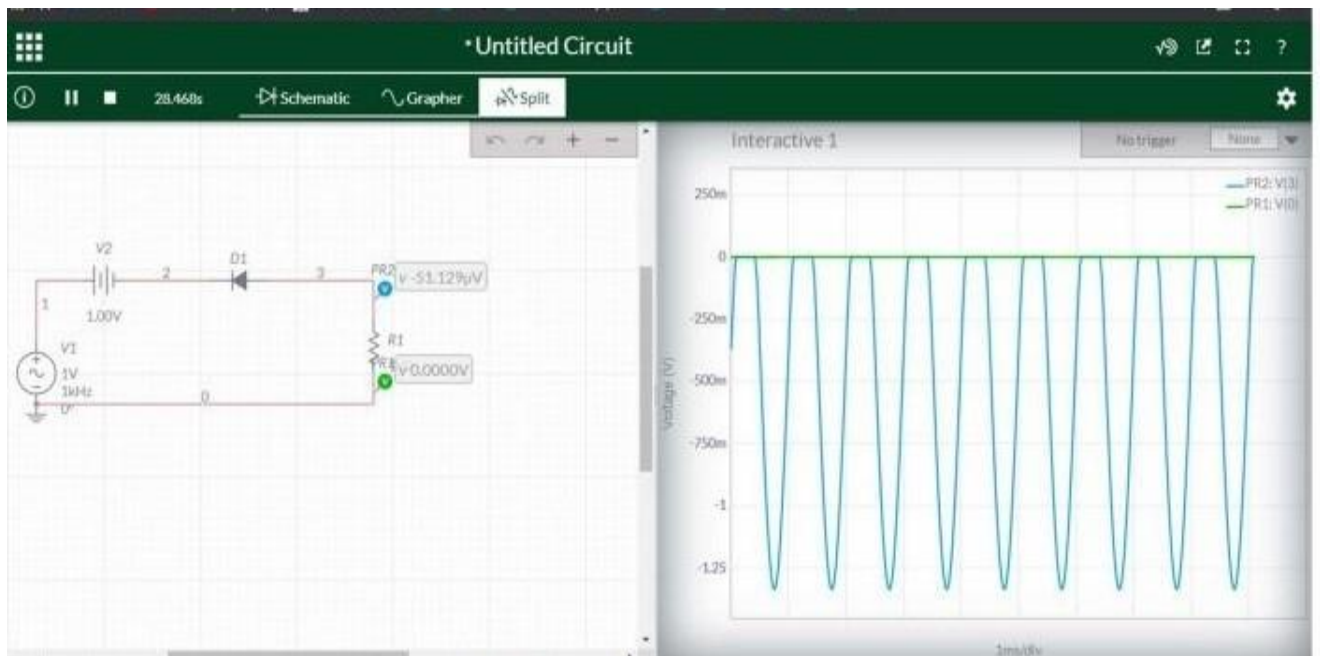 *Untitled Circuit
?
28.468s
Schematic
Grapher
Split
Interactive 1
No trigger
None
V2
2
D1
3
PR2
v -51.129µV
1
1.00V
V1
1V
1kHz
0°
R1
PR1
v 0.0000V
0
PR2: V(3)
PR1: V(0)
250m
0
-250m
-500m
-750m
-1
-1.25
Voltage (V)
1ms/div